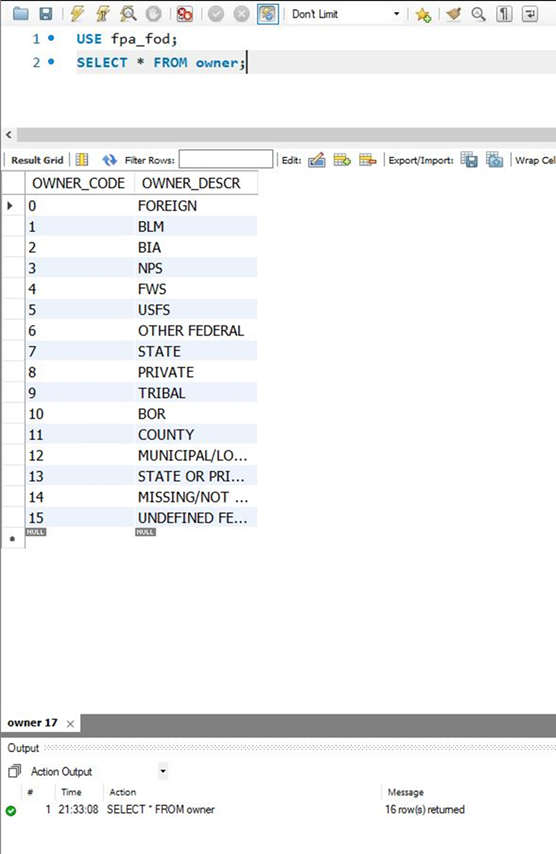 Don't Limit
1 USE fpa_fod;
2 SELECT * FROM owner;
Result Grid Filter Rows: Edit: Export/Import: Wrap Cel
OWNER_CODE OWNER_DESCR
0 FOREIGN
1 BLM
2 BIA
3 NPS
4 FWS
5 USFS
6 OTHER FEDERAL
7 STATE
8 PRIVATE
9 TRIBAL
10 BOR
11 COUNTY
12 MUNICIPAL/LO...
13 STATE OR PRI...
14 MISSING/NOT ...
15 UNDEFINED FE...
NULL NULL
owner 17
Output
Action Output
# Time Action Message
1 21:33:08 SELECT * FROM owner 16 row(s) returned